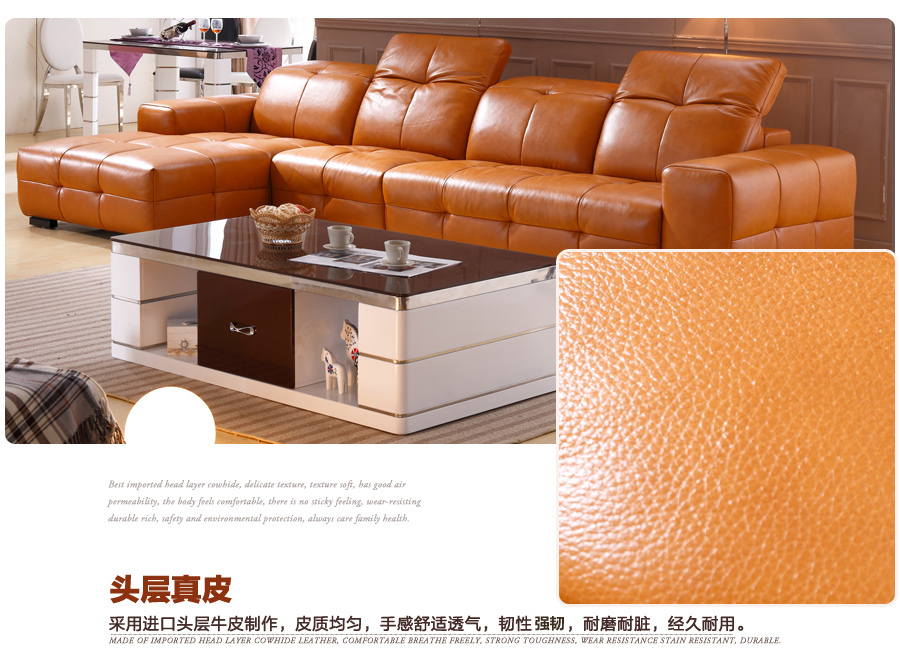 Best imported head layer cowhide, delicate texture, texture soft, has good air
permeability, the body feels comfortable, there is no sticky feeling, wear-resisting
durable rich, safety and environmental protection, always care family health.
头层真皮
采用进口头层牛皮制作，皮质均匀，手感舒适透气，韧性强韧，耐磨耐脏，经久耐用。
MADE OF IMPORTED HEAD LAYER COWHIDE LEATHER, COMFORTABLE BREATHE FREELY, STRONG TOUGHNESS, WEAR RESISTANCE STAIN RESISTANT, DURABLE.